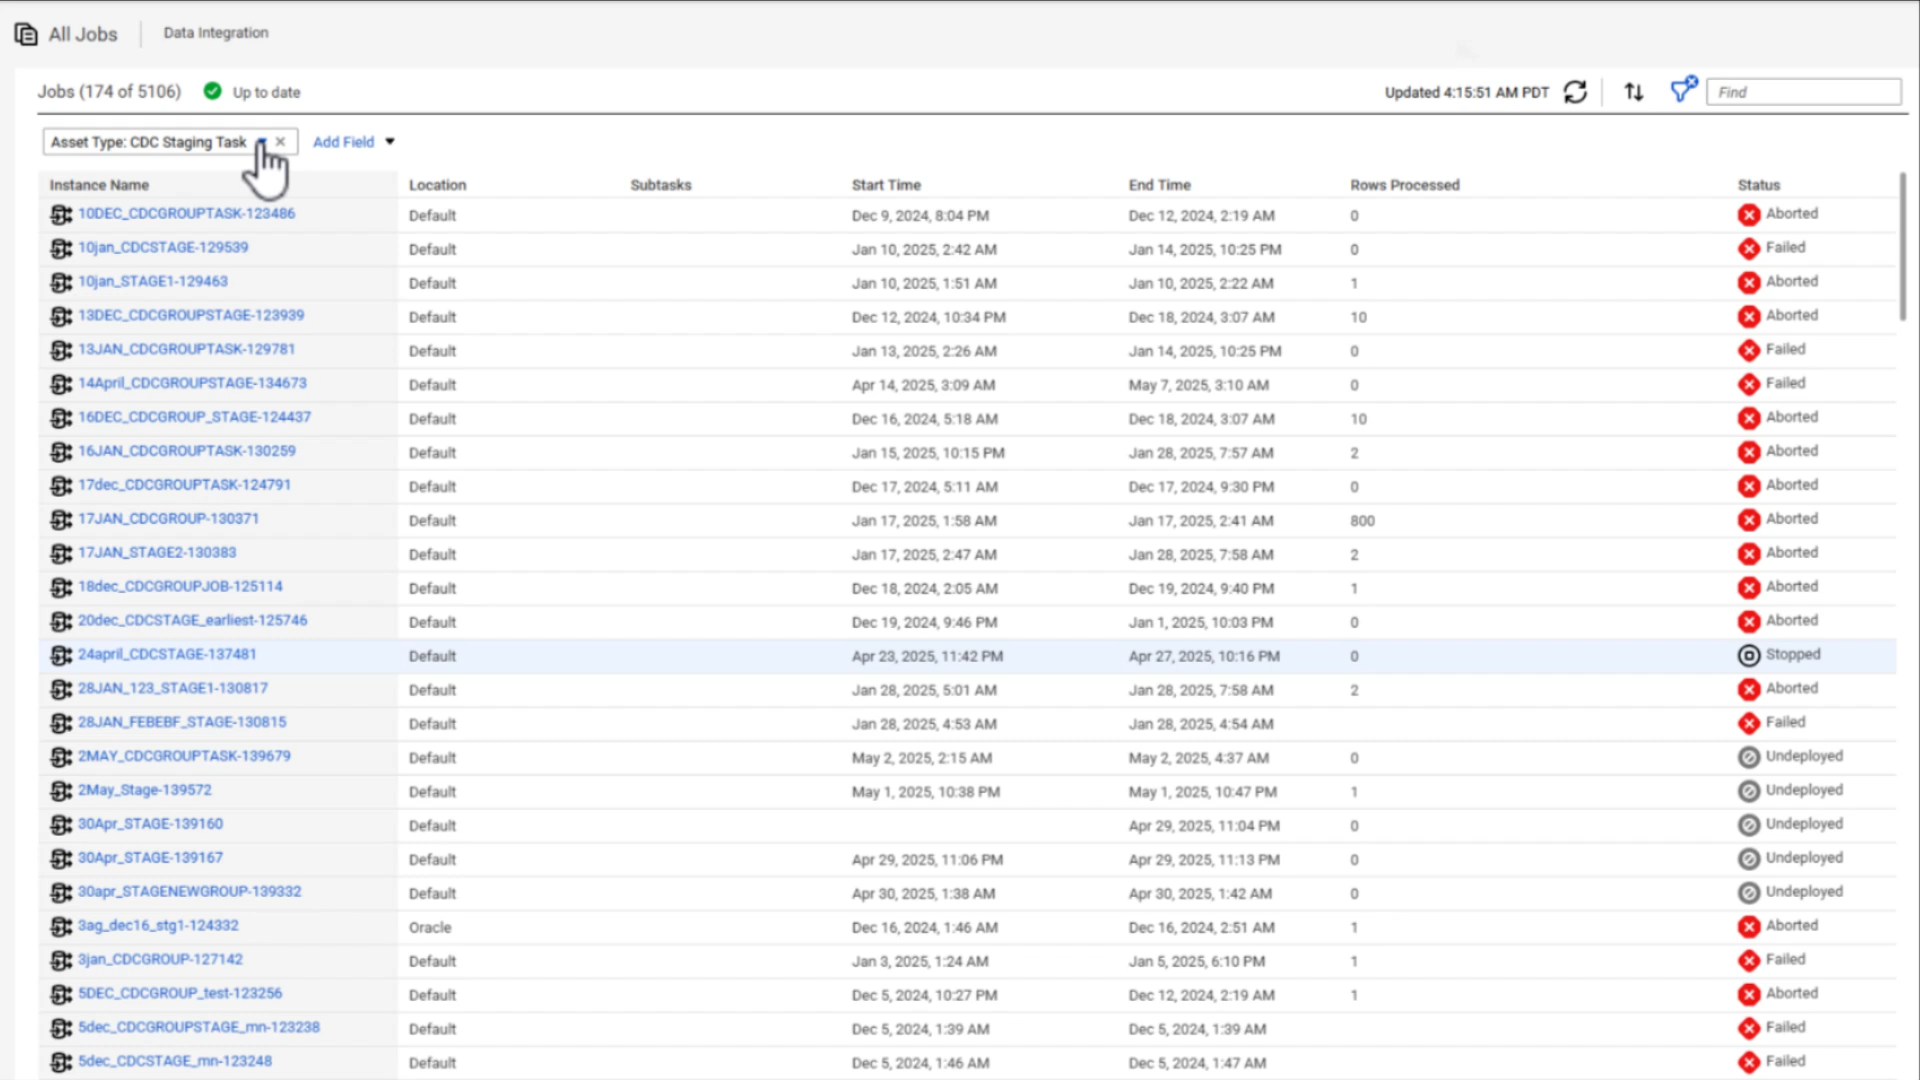 All Jobs Data Integration
Jobs (174 of 5106) Up to date Updated 4:15:51 AM PDT Find
Asset Type: CDC Staging Task Add Field
Instance Name Location Subtasks Start Time End Time Rows Processed Status
10DEC_CDCGROUPTASK-123486 Default Dec 9, 2024, 8:04 PM Dec 12, 2024, 2:19 AM 0 Aborted
10jan_CDCSTAGE-129539 Default Jan 10, 2025, 2:42 AM Jan 14, 2025, 10:25 PM 0 Failed
10jan_STAGE1-129463 Default Jan 10, 2025, 1:51 AM Jan 10, 2025, 2:22 AM 1 Aborted
13DEC_CDCGROUPSTAGE-123939 Default Dec 12, 2024, 10:34 PM Dec 18, 2024, 3:07 AM 10 Aborted
13JAN_CDCGROUPTASK-129781 Default Jan 13, 2025, 2:26 AM Jan 14, 2025, 10:25 PM 0 Failed
14April_CDCGROUPSTAGE-134673 Default Apr 14, 2025, 3:09 AM May 7, 2025, 3:10 AM 0 Failed
16DEC_CDCGROUP_STAGE-124437 Default Dec 16, 2024, 5:18 AM Dec 18, 2024, 3:07 AM 10 Aborted
16JAN_CDCGROUPTASK-130259 Default Jan 15, 2025, 10:15 PM Jan 28, 2025, 7:57 AM 2 Aborted
17dec_CDCGROUPTASK-124791 Default Dec 17, 2024, 5:11 AM Dec 17, 2024, 9:30 PM 0 Aborted
17JAN_CDCGROUP-130371 Default Jan 17, 2025, 1:58 AM Jan 17, 2025, 2:41 AM 800 Aborted
17JAN_STAGE2-130383 Default Jan 17, 2025, 2:47 AM Jan 28, 2025, 7:58 AM 2 Aborted
18dec_CDCGROUPJOB-125114 Default Dec 18, 2024, 2:05 AM Dec 19, 2024, 9:40 PM 1 Aborted
20dec_CDCSTAGE_earliest-125746 Default Dec 19, 2024, 9:46 PM Jan 1, 2025, 10:03 PM 0 Aborted
24april_CDCSTAGE-137481 Default Apr 23, 2025, 11:42 PM Apr 27, 2025, 10:16 PM 0 Stopped
28JAN_123_STAGE1-130817 Default Jan 28, 2025, 5:01 AM Jan 28, 2025, 7:58 AM 2 Aborted
28JAN_FEBEBF_STAGE-130815 Default Jan 28, 2025, 4:53 AM Jan 28, 2025, 4:54 AM Failed
2MAY_CDCGROUPTASK-139679 Default May 2, 2025, 2:15 AM May 2, 2025, 4:37 AM 0 Undeployed
2May_Stage-139572 Default May 1, 2025, 10:38 PM May 1, 2025, 10:47 PM 1 Undeployed
30Apr_STAGE-139160 Default Apr 29, 2025, 11:04 PM 0 Undeployed
30Apr_STAGE-139167 Default Apr 29, 2025, 11:06 PM Apr 29, 2025, 11:13 PM 0 Undeployed
30apr_STAGENEWGROUP-139332 Default Apr 30, 2025, 1:38 AM Apr 30, 2025, 1:42 AM 0 Undeployed
3ag_dec16_stg1-124332 Oracle Dec 16, 2024, 1:46 AM Dec 16, 2024, 2:51 AM 1 Aborted
3jan_CDCGROUP-127142 Default Jan 3, 2025, 1:24 AM Jan 5, 2025, 6:10 PM 1 Failed
5DEC_CDCGROUP_test-123256 Default Dec 5, 2024, 10:27 PM Dec 12, 2024, 2:19 AM 1 Aborted
5dec_CDCGROUPSTAGE_mn-123238 Default Dec 5, 2024, 1:39 AM Dec 5, 2024, 1:39 AM Failed
5dec_CDCSTAGE_mn-123248 Default Dec 5, 2024, 1:46 AM Dec 5, 2024, 1:47 AM Failed